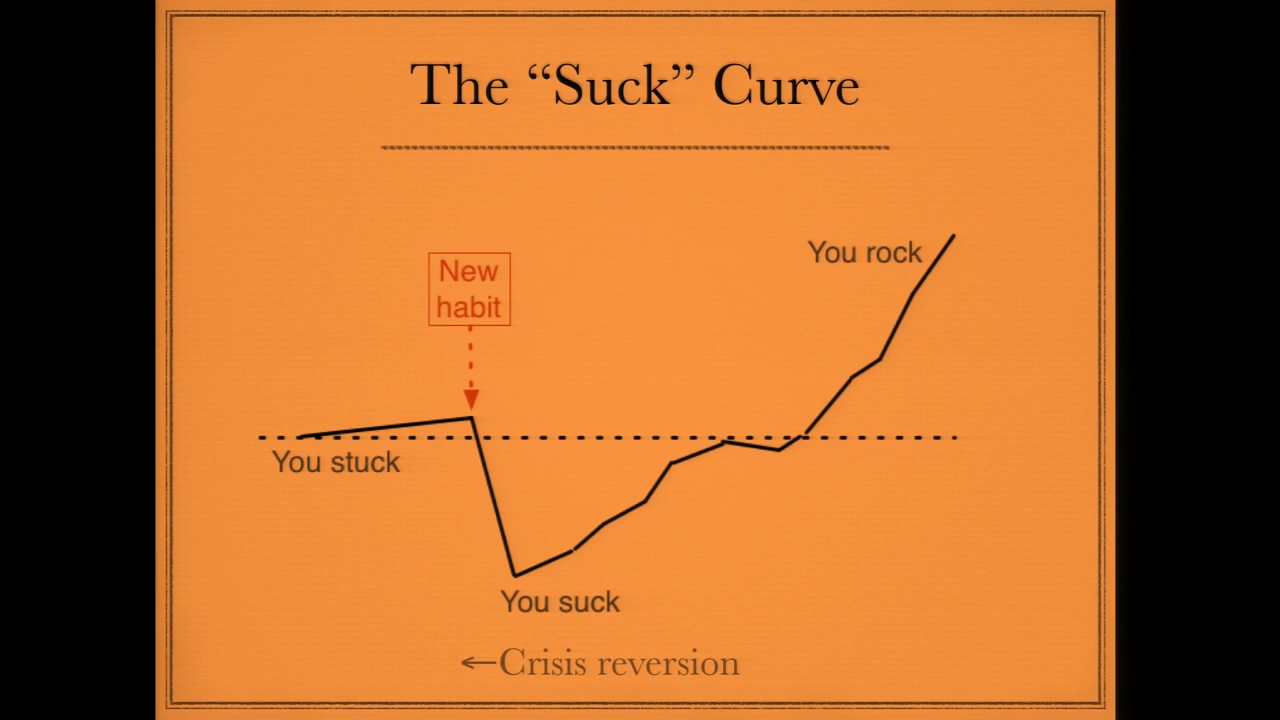 The “Suck” Curve
New
habit
You rock
You stuck
You suck
←Crisis reversion